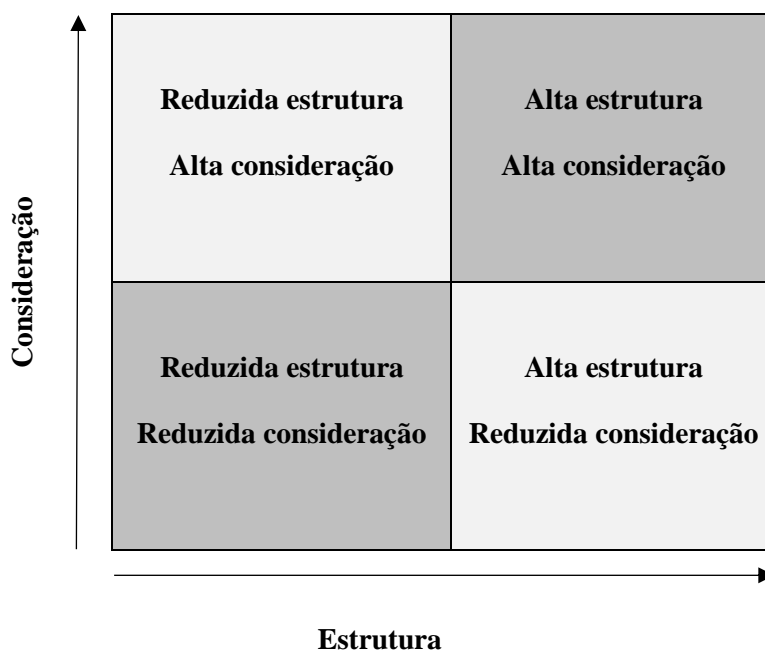 Consideração
Reduzida estrutura
Alta consideração
Alta estrutura
Alta consideração
Reduzida estrutura
Reduzida consideração
Alta estrutura
Reduzida consideração
Estrutura